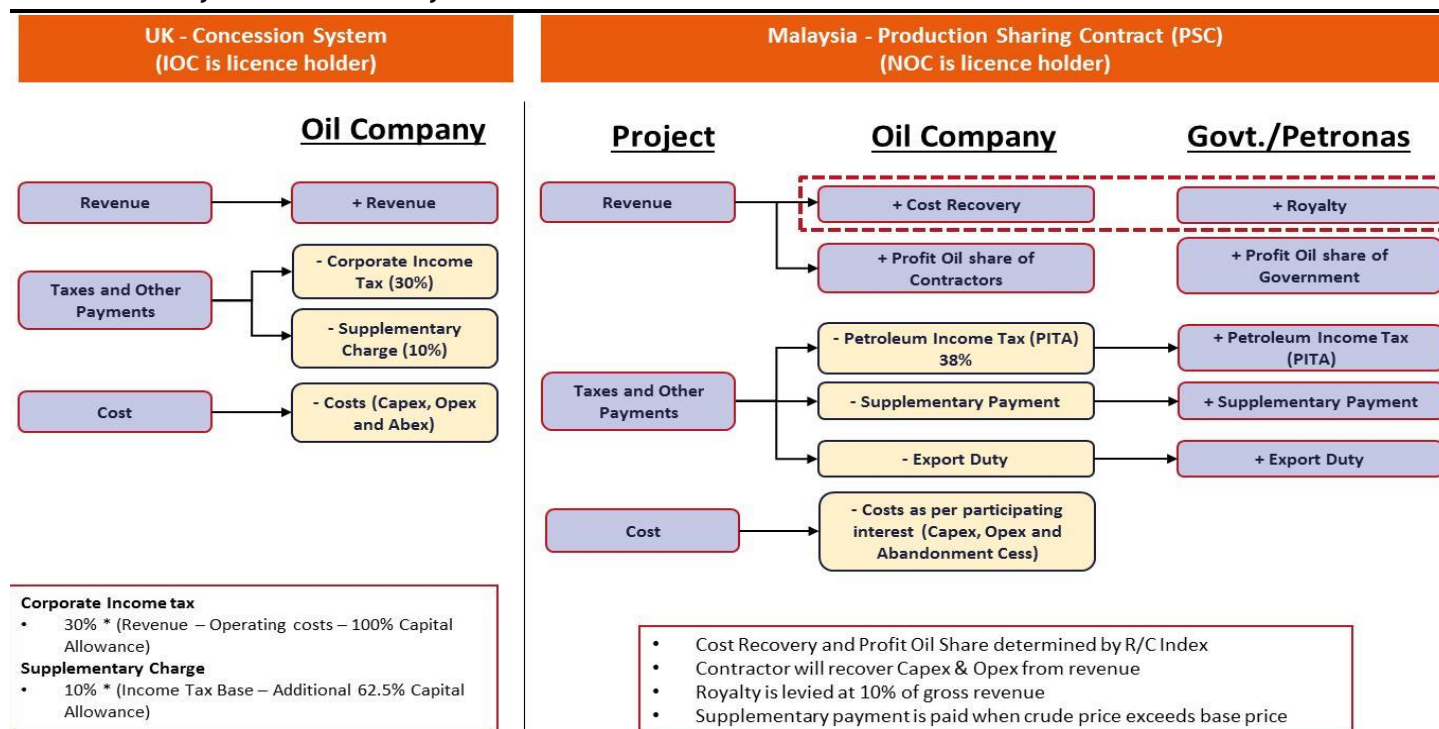 UK - Concession System
(IOC is licence holder)
Malaysia - Production Sharing Contract (PSC)
(NOC is licence holder)
Oil Company
Revenue
+ Revenue
Taxes and Other
Payments
- Corporate Income
Tax (30%)
- Supplementary
Charge (10%)
Cost
- Costs (Capex, Opex
and Abex)
Corporate Income tax
• 30% * (Revenue – Operating costs – 100% Capital
Allowance)
Supplementary Charge
• 10% * (Income Tax Base – Additional 62.5% Capital
Allowance)
Project
Oil Company
Govt./Petronas
Revenue
+ Cost Recovery
+ Royalty
+ Profit Oil share of
Contractors
+ Profit Oil share of
Government
Taxes and Other
Payments
- Petroleum Income Tax (PITA)
38%
+ Petroleum Income Tax
(PITA)
- Supplementary Payment
+ Supplementary Payment
- Export Duty
+ Export Duty
Cost
- Costs as per participating
interest (Capex, Opex and
Abandonment Cess)
• Cost Recovery and Profit Oil Share determined by R/C Index
• Contractor will recover Capex & Opex from revenue
• Royalty is levied at 10% of gross revenue
• Supplementary payment is paid when crude price exceeds base price